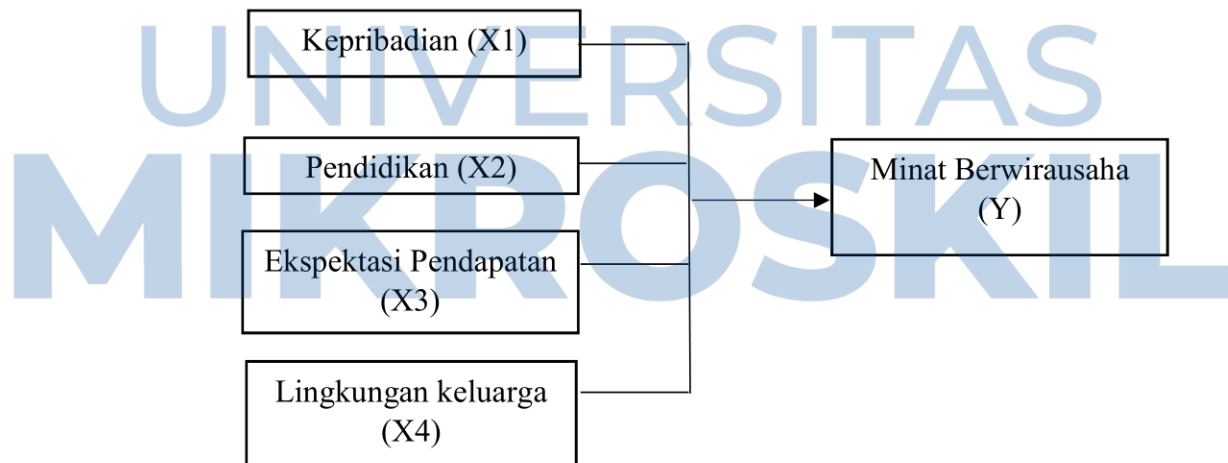 UNIVERSITAS
MIKROSKIL
Kepribadian (X1)
Pendidikan (X2)
Ekspektasi Pendapatan
(X3)
Lingkungan keluarga
(X4)
Minat Berwirausaha
(Y)